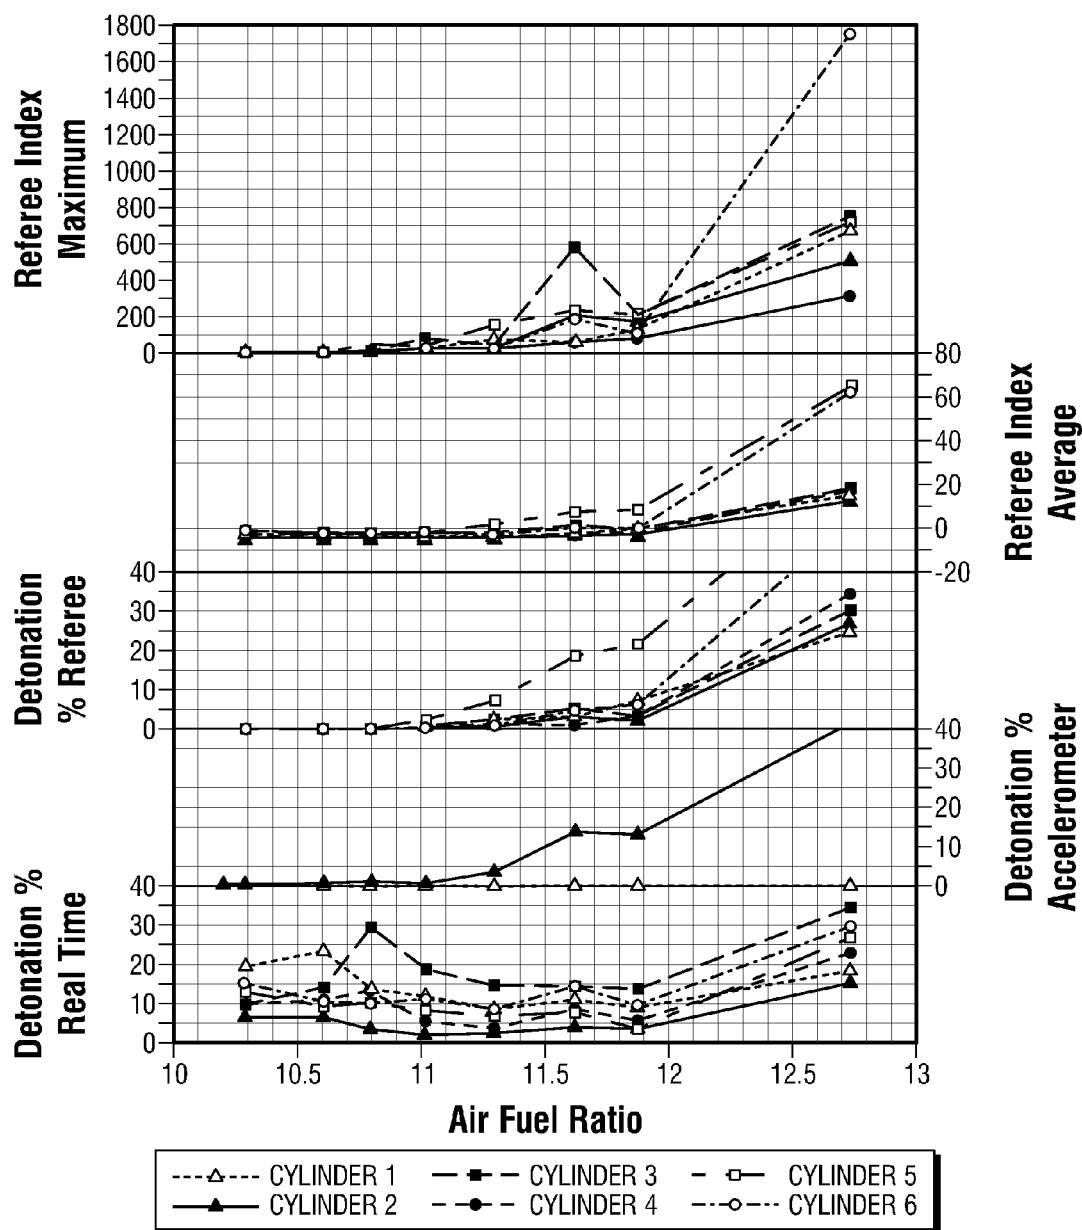 Referee Index
Maximum
1800
1600
1400
1200
1000
800
600
400
200
0
80
60
40
20
0
-20
Referee Index
Average
Detonation
% Referee
40
30
20
10
0
40
30
20
10
0
Detonation %
Accelerometer
Detonation %
Real Time
40
30
20
10
0
10 10.5 11 11.5 12 12.5 13
Air Fuel Ratio
CYLINDER 1 CYLINDER 3 CYLINDER 5
CYLINDER 2 CYLINDER 4 CYLINDER 6